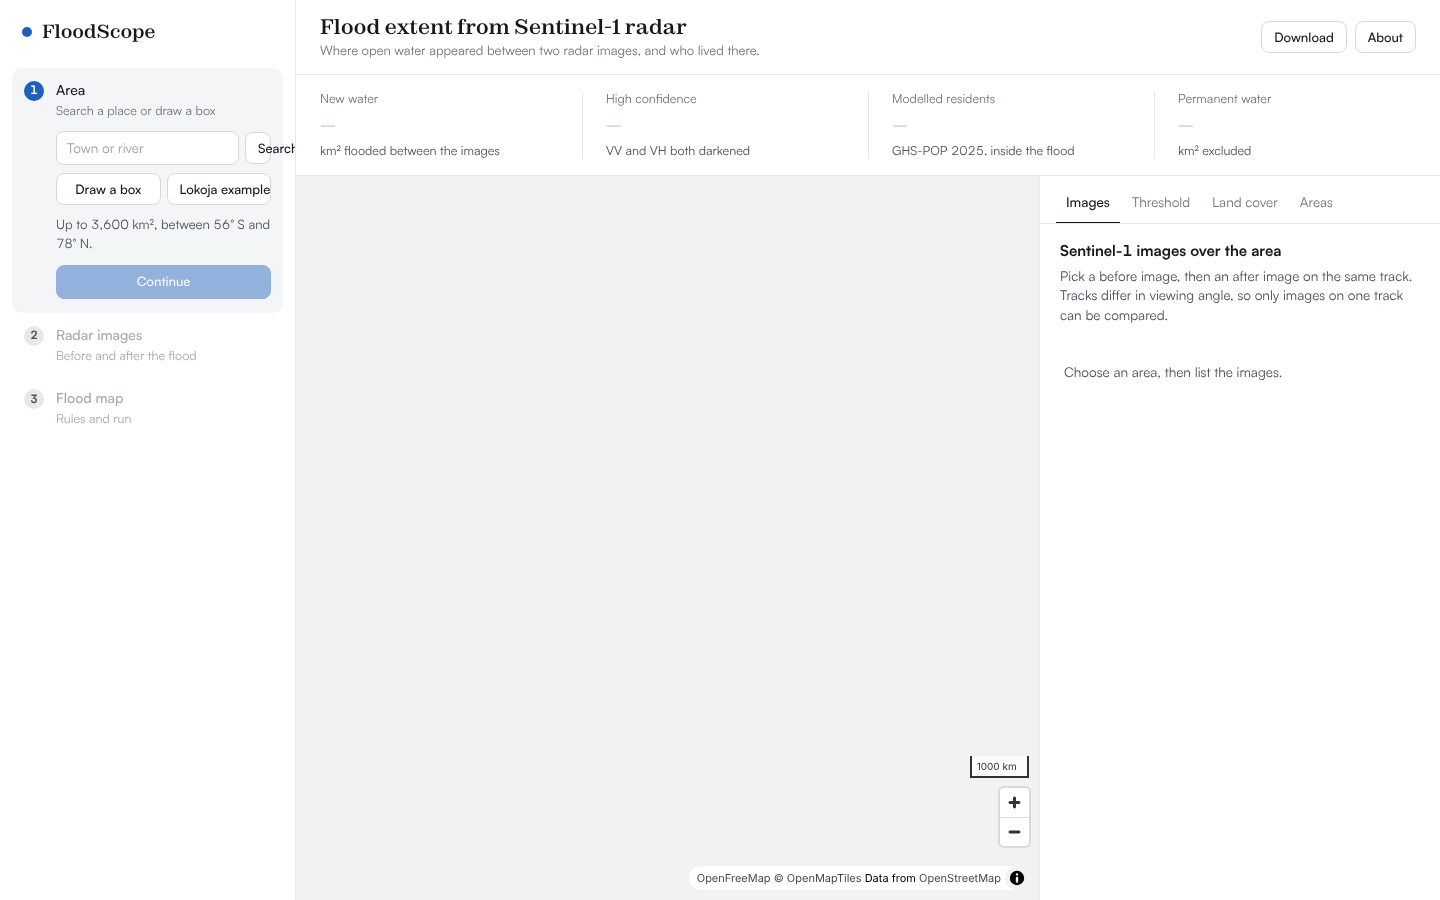 FloodScope
1
Area
Search a place or draw a box
Town or river
Search
Draw a box
Lokoja example
Up to 3,600 km², between 56° S and
78° N.
Continue
2
Radar images
Before and after the flood
3
Flood map
Rules and run
Flood extent from Sentinel-1 radar
Where open water appeared between two radar images, and who lived there.
Download
About
New water
—
km² flooded between the images
High confidence
—
VV and VH both darkened
Modelled residents
—
GHS-POP 2025, inside the flood
Permanent water
—
km² excluded
1000 km
OpenFreeMap © OpenMapTiles Data from OpenStreetMap
Images
Threshold
Land cover
Areas
Sentinel-1 images over the area
Pick a before image, then an after image on the same track.
Tracks differ in viewing angle, so only images on one track
can be compared.
Choose an area, then list the images.